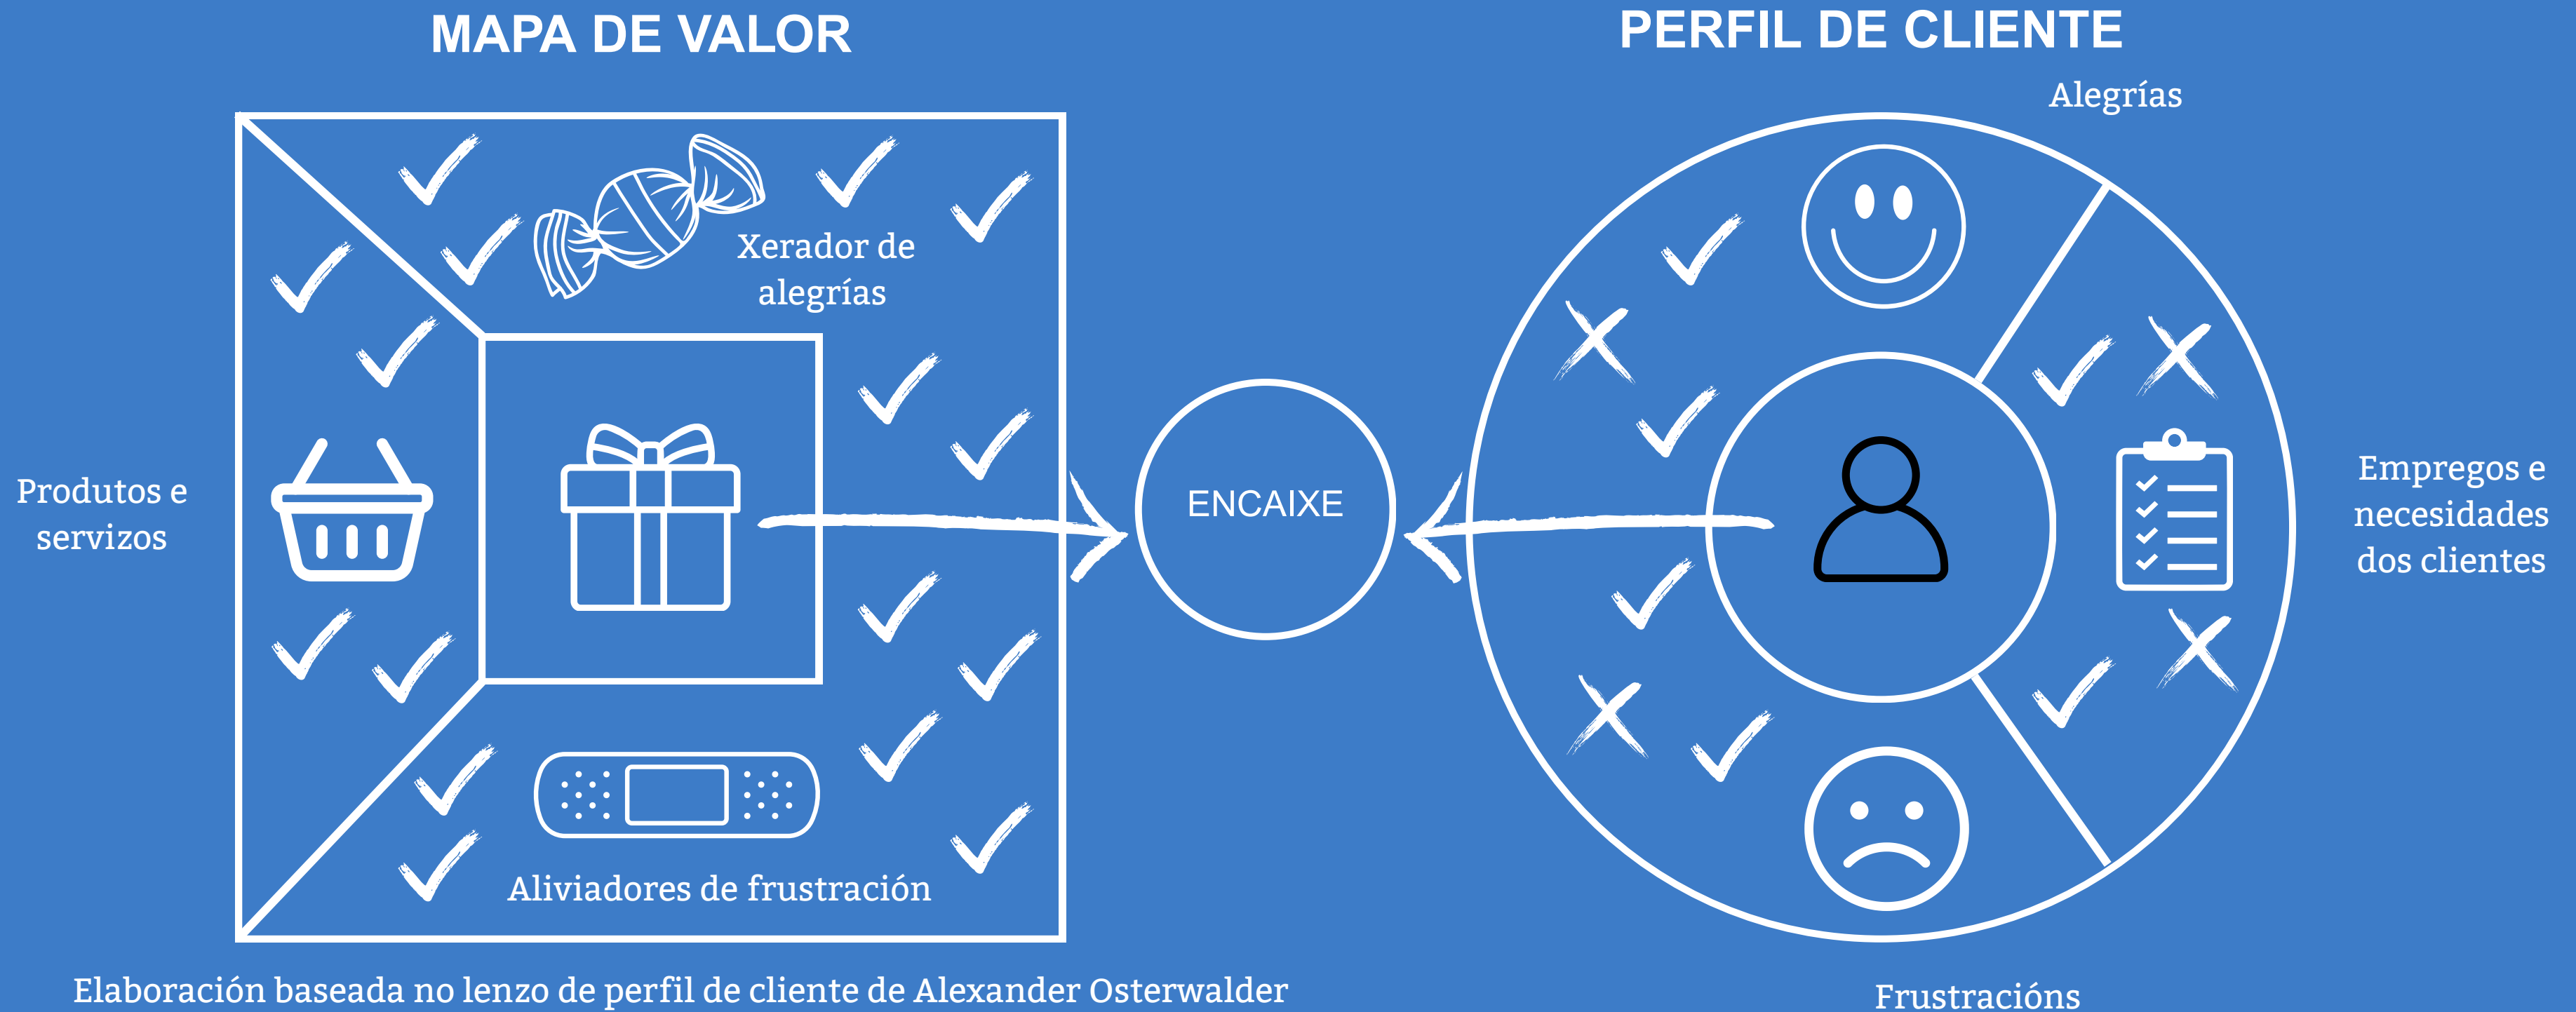 MAPA DE VALOR
PERFIL DE CLIENTE
Alegrías
Xerador de
alegrías
Produtos e
servizos
ENCAIXE
Empregos e
necesidades
dos clientes
Aliviadores de frustración
Elaboración baseada no lenzo de perfil de cliente de Alexander Osterwalder
Frustracións